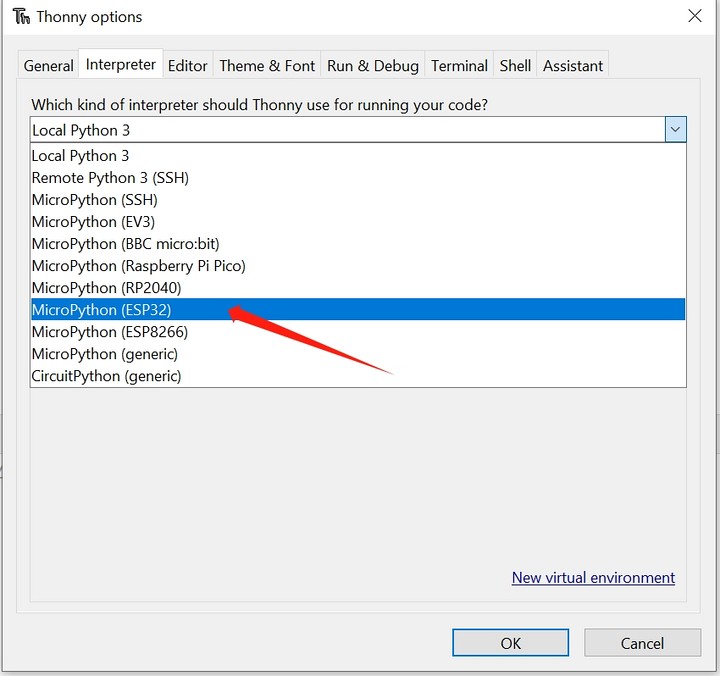 Thonny options
General Interpreter Editor Theme & Font Run & Debug Terminal Shell Assistant
Which kind of interpreter should Thonny use for running your code?
Local Python 3
Local Python 3
Remote Python 3 (SSH)
MicroPython (SSH)
MicroPython (EV3)
MicroPython (BBC micro:bit)
MicroPython (Raspberry Pi Pico)
MicroPython (RP2040)
MicroPython (ESP32)
MicroPython (ESP8266)
MicroPython (generic)
CircuitPython (generic)
New virtual environment
OK Cancel